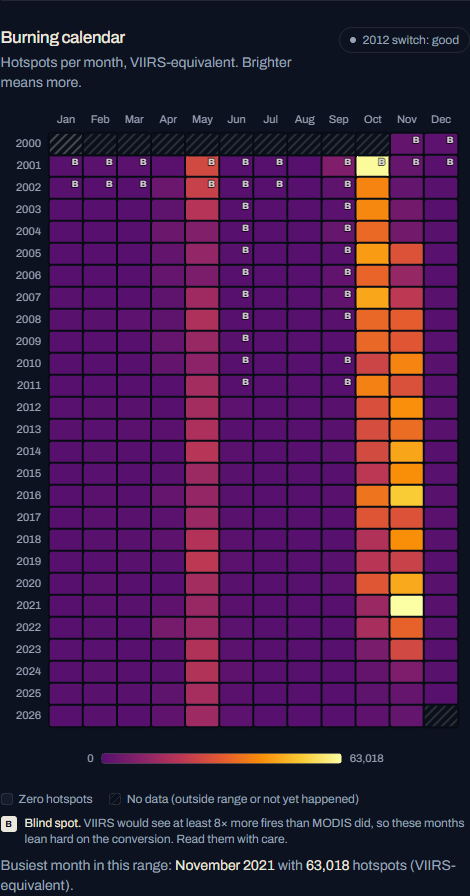 Burning calendar
2012 switch: good
Hotspots per month, VIIRS-equivalent. Brighter
means more.
Jan Feb Mar Apr May Jun Jul Aug Sep Oct Nov Dec
2000 B B
2001 B B B B B B B B B B
2002 B B B B B B B
2003 B B
2004 B B
2005 B B
2006 B B
2007 B B
2008 B B
2009 B
2010 B B
2011 B B
2012
2013
2014
2015
2016
2017
2018
2019
2020
2021
2022
2023
2024
2025
2026
0 63,018
Zero hotspots No data (outside range or not yet happened)
B Blind spot. VIIRS would see at least 8× more fires than MODIS did, so these months
lean hard on the conversion. Read them with care.
Busiest month in this range: November 2021 with 63,018 hotspots (VIIRS-
equivalent).